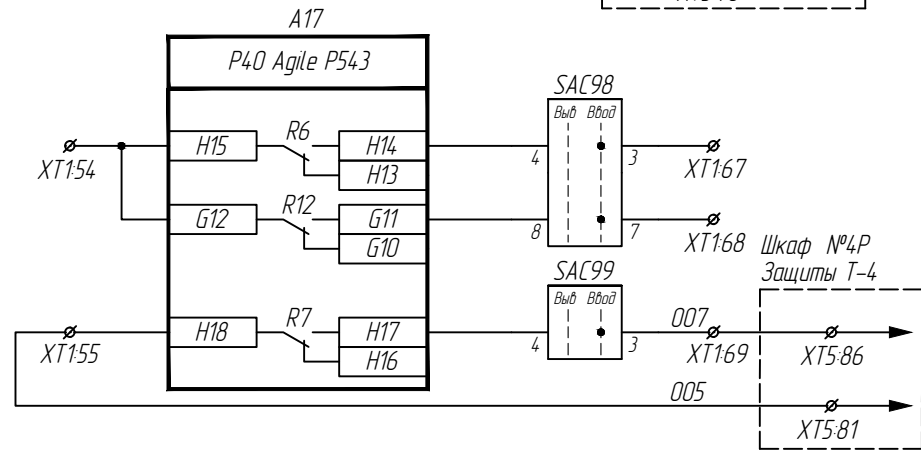 A17
P40 Agile P543
SAC98
Выв Ввод
XT1:54
H15
R6
H14
H13
4
3
XT1:67
G12
R12
G11
G10
8
7
XT1:68
Шкаф №4Р
Защиты Т-4
SAC99
Выв Ввод
XT1:55
H18
R7
H17
H16
4
3
007
XT1:69
XT5:86
005
XT5:81